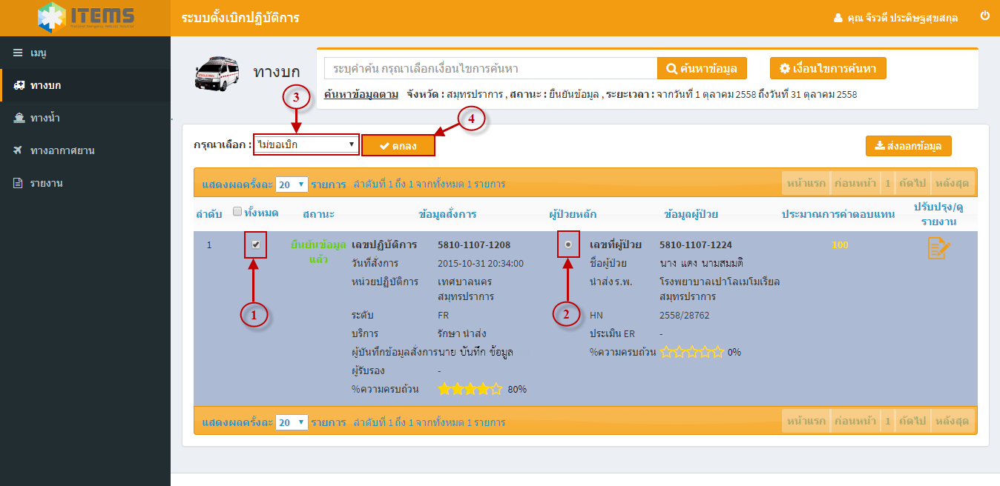 ITEMS
ระบบตั้งเบิกปฏิบัติการ
คุณ จิรวดี ประดิษฐสุขสกุล
เมนู
ทางบก
ทางน้ำ
ทางอากาศยาน
รายงาน
ทางบก
ระบุคำค้น กรุณาเลือกเงื่อนไขการค้นหา
ค้นหาข้อมูล
เงื่อนไขการค้นหา
ค้นหาข้อมูลตาม จังหวัด : สมุทรปราการ , สถานะ : ยืนยันข้อมูล , ระยะเวลา : จากวันที่ 1 ตุลาคม 2558 ถึงวันที่ 31 ตุลาคม 2558
3
4
กรุณาเลือก : ไม่ขอเบิก ตกลง
ส่งออกข้อมูล
แสดงผลครั้งละ 20 รายการ ลำดับที่ 1 ถึง 1 จากทั้งหมด 1 รายการ
หน้าแรก ก่อนหน้า 1 ถัดไป หลังสุด
ลำดับ ทั้งหมด สถานะ ข้อมูลสั่งการ ผู้ป่วยหลัก ข้อมูลผู้ป่วย ประมาณการค่าตอบแทน ปรับปรุง/ดู
รายงาน
1 ยืนยันข้อมูล เลขปฏิบัติการ 5810-1107-1208 เลขที่ผู้ป่วย 5810-1107-1224 100
แล้ว วันที่สั่งการ 2015-10-31 20:34:00 ชื่อผู้ป่วย นาง แดง นามสมมติ
หน่วยปฏิบัติการ เทศบาลนคร นำส่ง ร.พ. โรงพยาบาลเปาโลเมโมเรียล
สมุทรปราการ สมุทรปราการ
1 2
ระดับ FR HN 2558/28762
บริการ รักษา นำส่ง ประเมิน ER -
ผู้บันทึกข้อมูลสั่งการ นาย บันทึก ข้อมูล %ความครบถ้วน 0%
ผู้รับรอง -
%ความครบถ้วน 80%
แสดงผลครั้งละ 20 รายการ ลำดับที่ 1 ถึง 1 จากทั้งหมด 1 รายการ
หน้าแรก ก่อนหน้า 1 ถัดไป หลังสุด